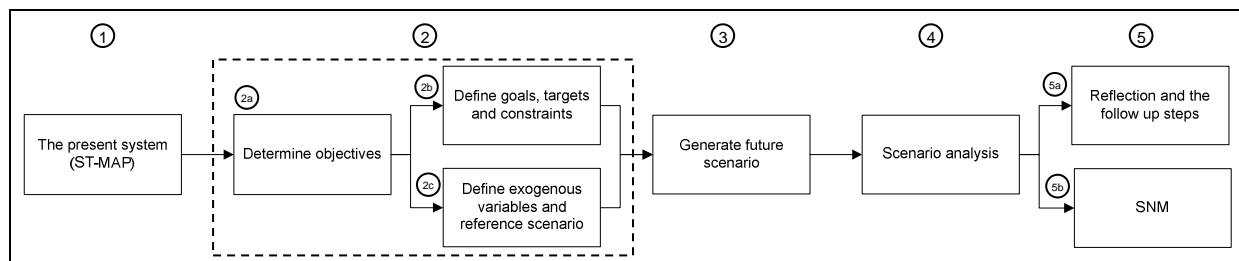 1
2
3
4
5
The present system
(ST-MAP)
2a
Determine objectives
2b
Define goals, targets
and constraints
2c
Define exogenous
variables and
reference scenario
Generate future
scenario
Scenario analysis
5a
Reflection and the
follow up steps
5b
SNM